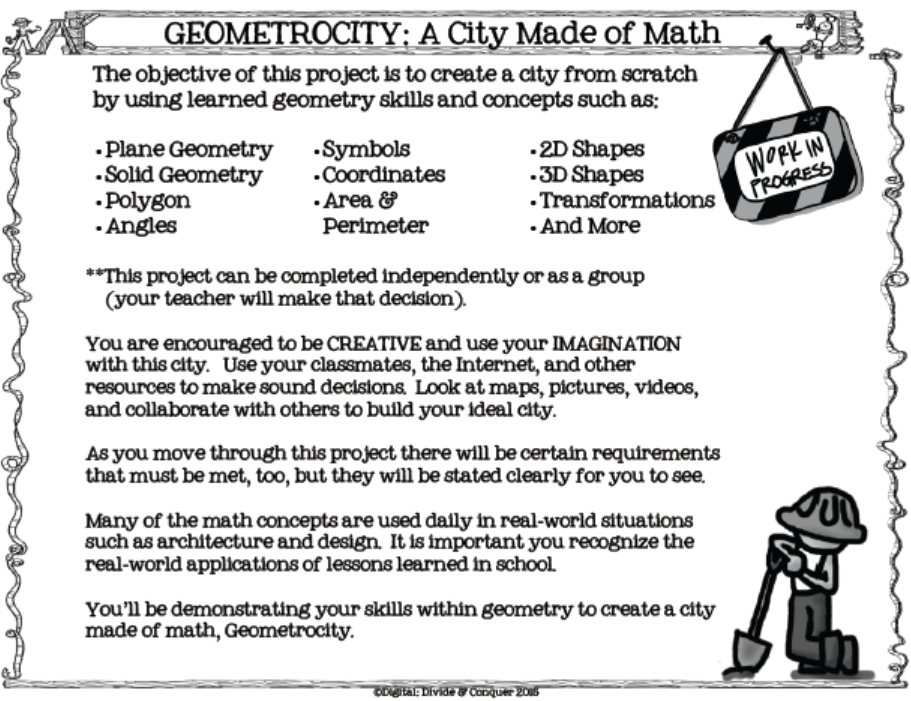 GEOMETROCITY: A City Made of Math
The objective of this project is to create a city from scratch
by using learned geometry skills and concepts such as:
• Plane Geometry
• Solid Geometry
• Polygon
• Angles
• Symbols
• Coordinates
• Area &
Perimeter
• 2D Shapes
• 3D Shapes
• Transformations
• And More
WORK IN
PROGRESS
**This project can be completed independently or as a group
(your teacher will make that decision).
You are encouraged to be CREATIVE and use your IMAGINATION
with this city. Use your classmates, the Internet, and other
resources to make sound decisions. Look at maps, pictures, videos,
and collaborate with others to build your ideal city.
As you move through this project there will be certain requirements
that must be met, too, but they will be stated clearly for you to see.
Many of the math concepts are used daily in real-world situations
such as architecture and design. It is important you recognize the
real-world applications of lessons learned in school.
You'll be demonstrating your skills within geometry to create a city
made of math, Geometrocity.
©Digital: Divide & Conquer 2015